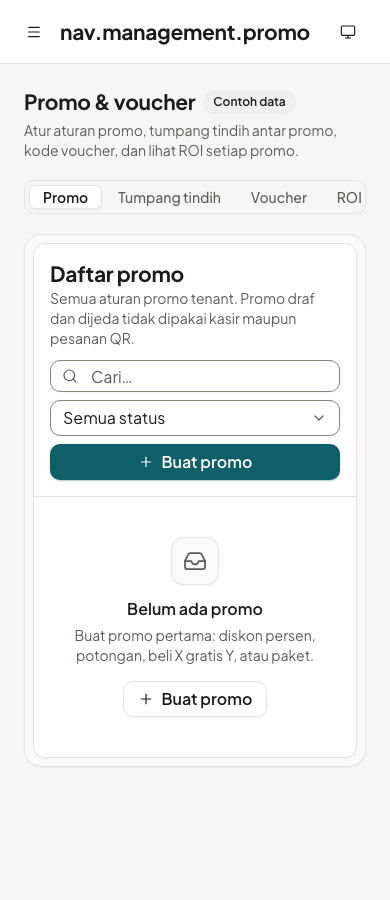 nav.management.promo
Promo & voucher
Contoh data
Atur aturan promo, tumpang tindih antar promo,
kode voucher, dan lihat ROI setiap promo.
Promo
Tumpang tindih
Voucher
ROI
Daftar promo
Semua aturan promo tenant. Promo draf
dan dijeda tidak dipakai kasir maupun
pesanan QR.
Cari...
Semua status
+ Buat promo
Belum ada promo
Buat promo pertama: diskon persen,
potongan, beli X gratis Y, atau paket.
+ Buat promo